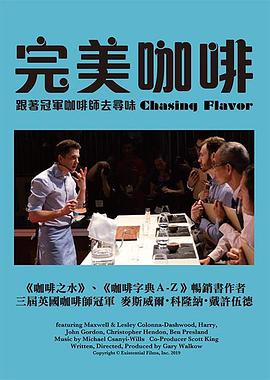 完美咖啡
跟著冠軍咖啡師去尋味 Chasing Flavor
《咖啡之水》、《咖啡字典A-Z》暢銷書作者
三屆英國咖啡師冠軍 麥斯威爾·科隆納·戴許伍德
featuring Maxwell & Lesley Colonna-Dashwood, Harry,
John Gordon, Christopher Hendon, Ben Presland
Music by Michael Csanyi-Wills Co-Producer Scott King
Written, Directed, Produced by Gary Walkow
Copyright © Existential Films, Inc. 2019